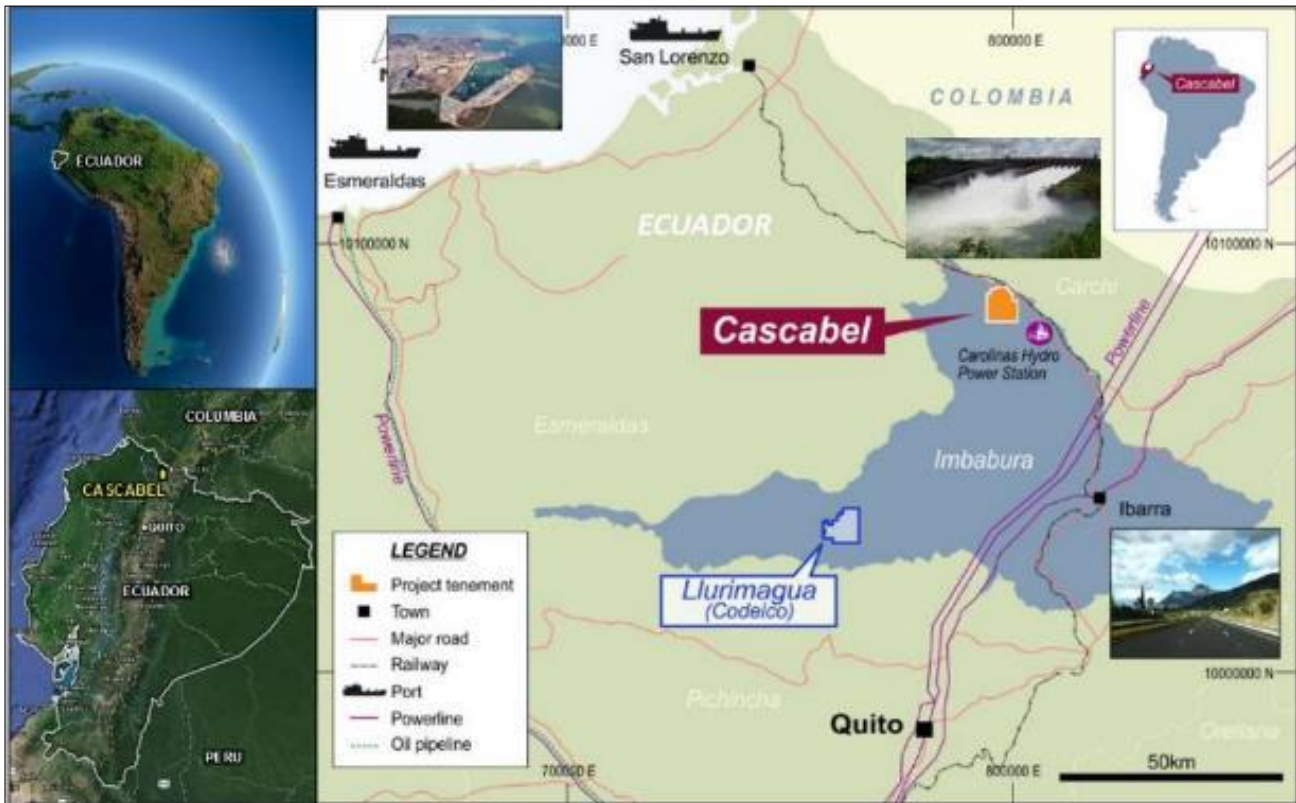 ECUADOR
COLUMBIA
CASCABEL
QUITO
ECUADOR
PERU
San Lorenzo
800000 E
COLOMBIA
Cascabel
Esmeraldas
10100000 N
ECUADOR
10100000 N
Carchi
Cascabel
Powerline
Carolinas Hydro
Power Station
Esmeraldas
Powerline
Imbabura
Ibarra
Llurimagua
(Codelco)
LEGEND
Project tenement
Town
Major road
Railway
Port
Powerline
Oil pipeline
Pichincha
10000000 N
Quito
Orellana
700000 E
800000 E
50km